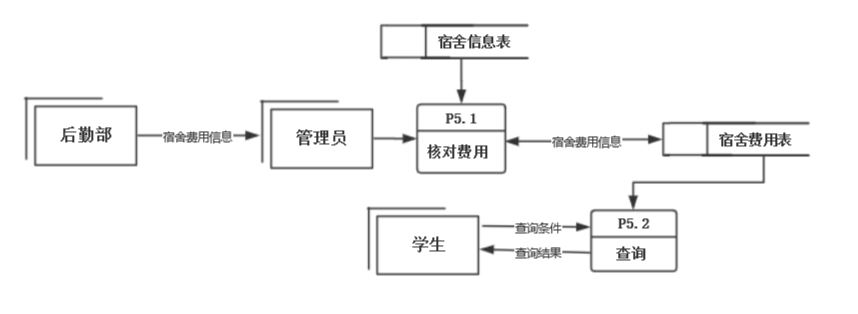 宿舍信息表
后勤部
宿舍费用信息
管理员
P5.1
核对费用
宿舍费用信息
宿舍费用表
学生
查询条件
查询结果
P5.2
查询